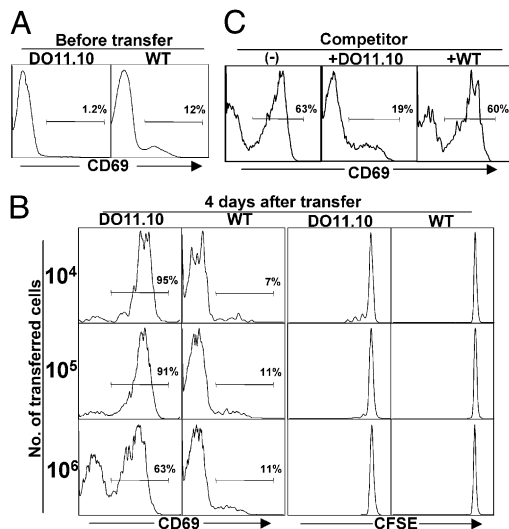 A
Before transfer
DO11.10 WT
1.2% 12%
CD69
C
Competitor
(-) +DO11.10 +WT
63% 19% 60%
CD69
B
4 days after transfer
DO11.10 WT DO11.10 WT
No. of transferred cells
10⁴ 95% 7%
10⁵ 91% 11%
10⁶ 63% 11%
CD69 CFSE